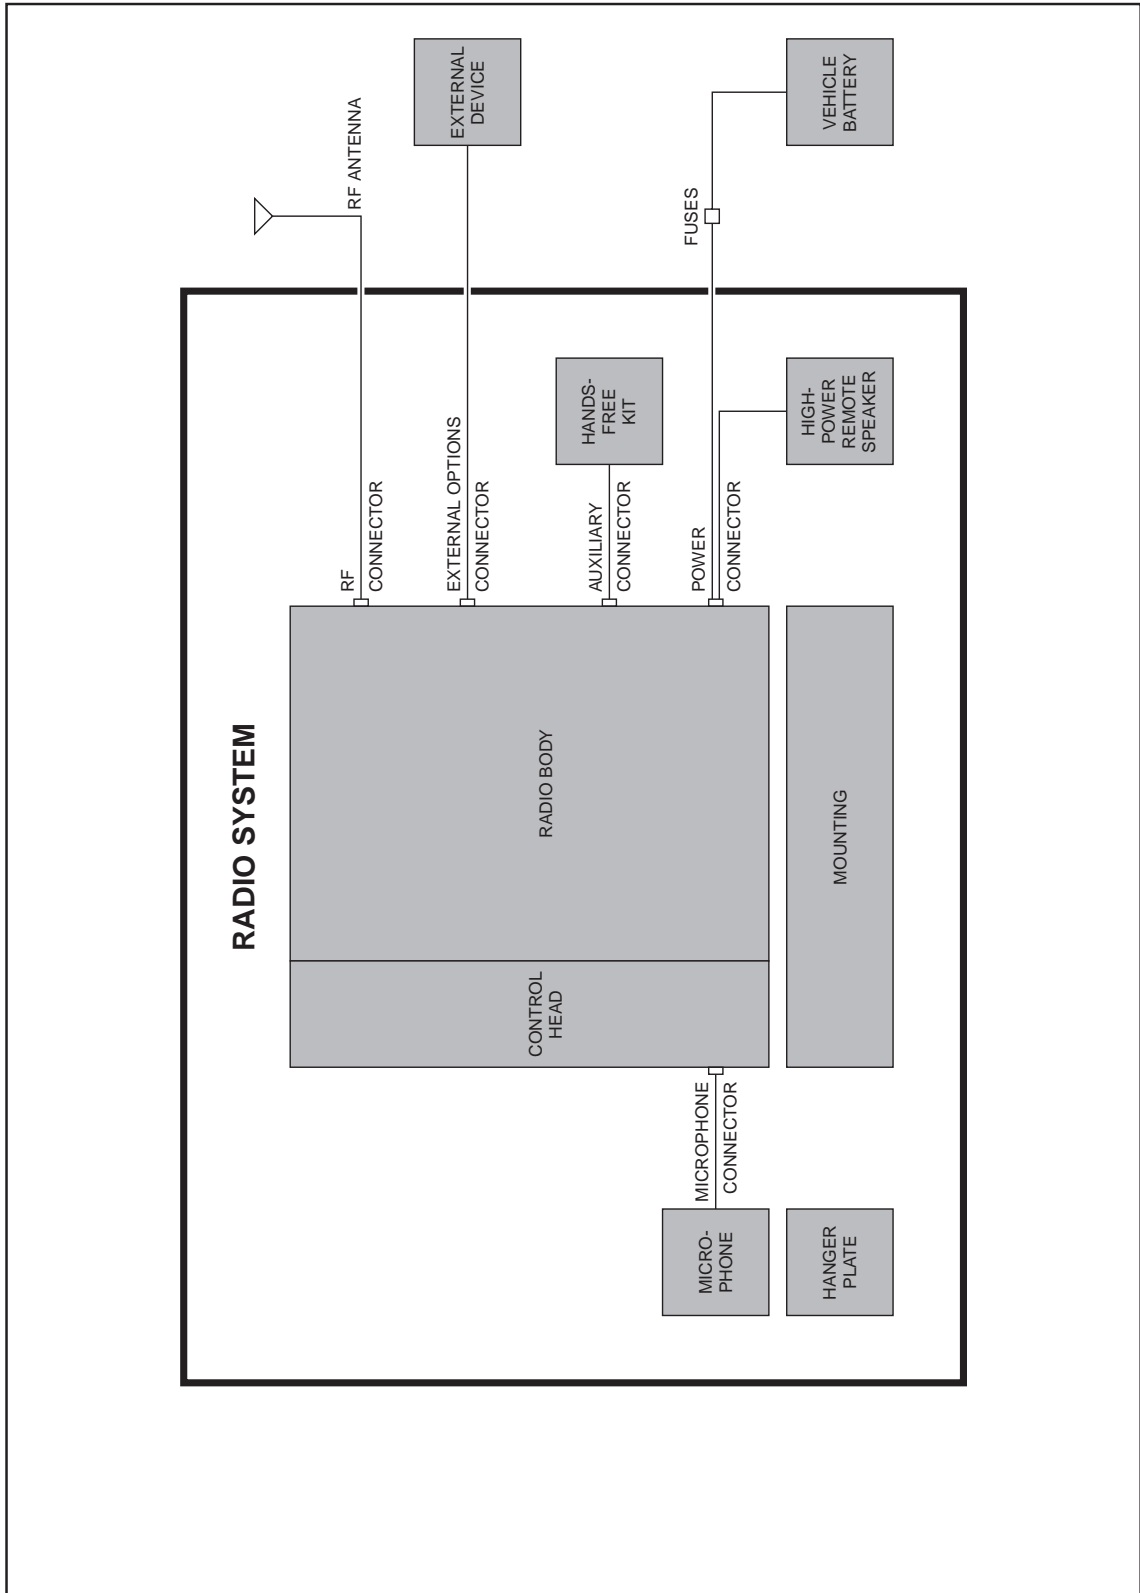 RADIO SYSTEM
RF ANTENNA
EXTERNAL
DEVICE
FUSES
VEHICLE
BATTERY
RF
CONNECTOR
EXTERNAL OPTIONS
CONNECTOR
HANDS-
FREE
KIT
AUXILIARY
CONNECTOR
POWER
CONNECTOR
HIGH-
POWER
REMOTE
SPEAKER
RADIO BODY
CONTROL
HEAD
MOUNTING
MICROPHONE
CONNECTOR
MICRO-
PHONE
HANGER
PLATE